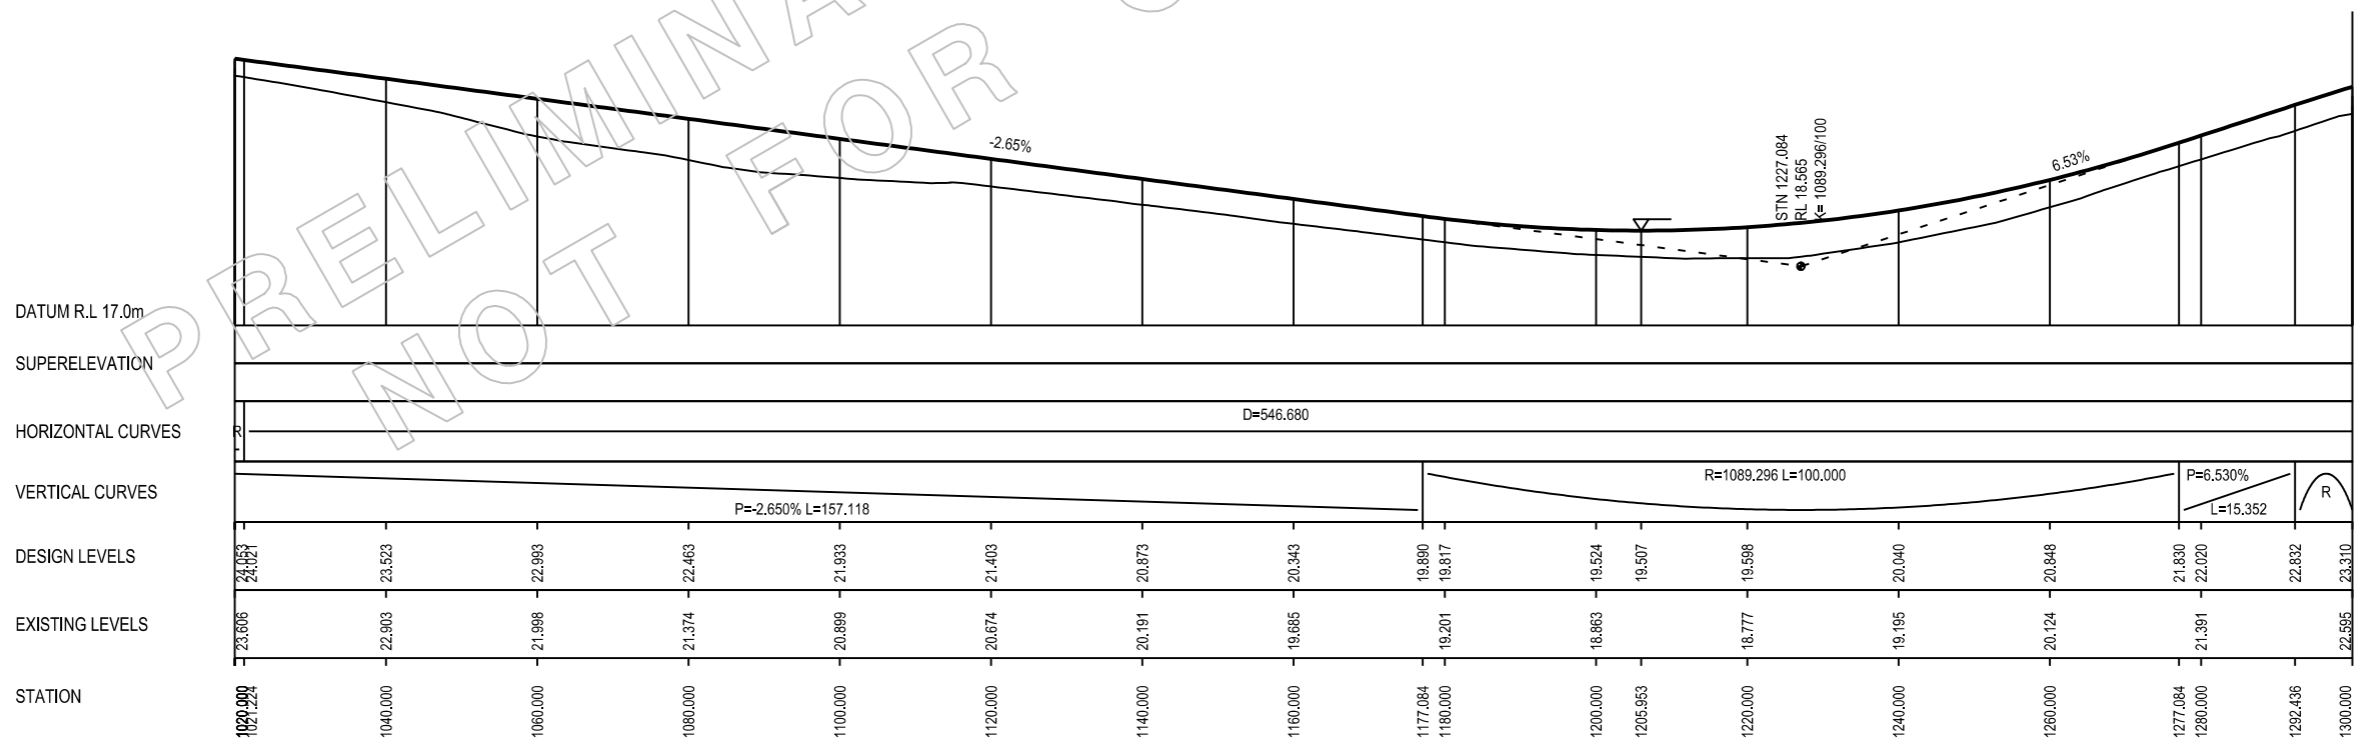 PRELIMINA
NOT FOR
-2.65%
STN 1227.084
RL 18.565
K= 1089.296/100
6.53%
DATUM R.L 17.0m
SUPERELEVATION
HORIZONTAL CURVES R D=546.680
VERTICAL CURVES P=-2.650% L=157.118 R=1089.296 L=100.000 P=6.530% L=15.352 R
DESIGN LEVELS 24.053 24.021 23.523 22.993 22.463 21.933 21.403 20.873 20.343 19.890 19.817 19.524 19.507 19.598 20.040 20.848 21.830 22.020 22.832 23.310
EXISTING LEVELS 23.606 22.903 21.998 21.374 20.899 20.674 20.191 19.685 19.201 18.863 18.777 19.195 20.124 21.391 22.595
STATION 1020.000 1021.224 1040.000 1060.000 1080.000 1100.000 1120.000 1140.000 1160.000 1177.084 1180.000 1200.000 1205.953 1220.000 1240.000 1260.000 1277.084 1280.000 1292.436 1300.000